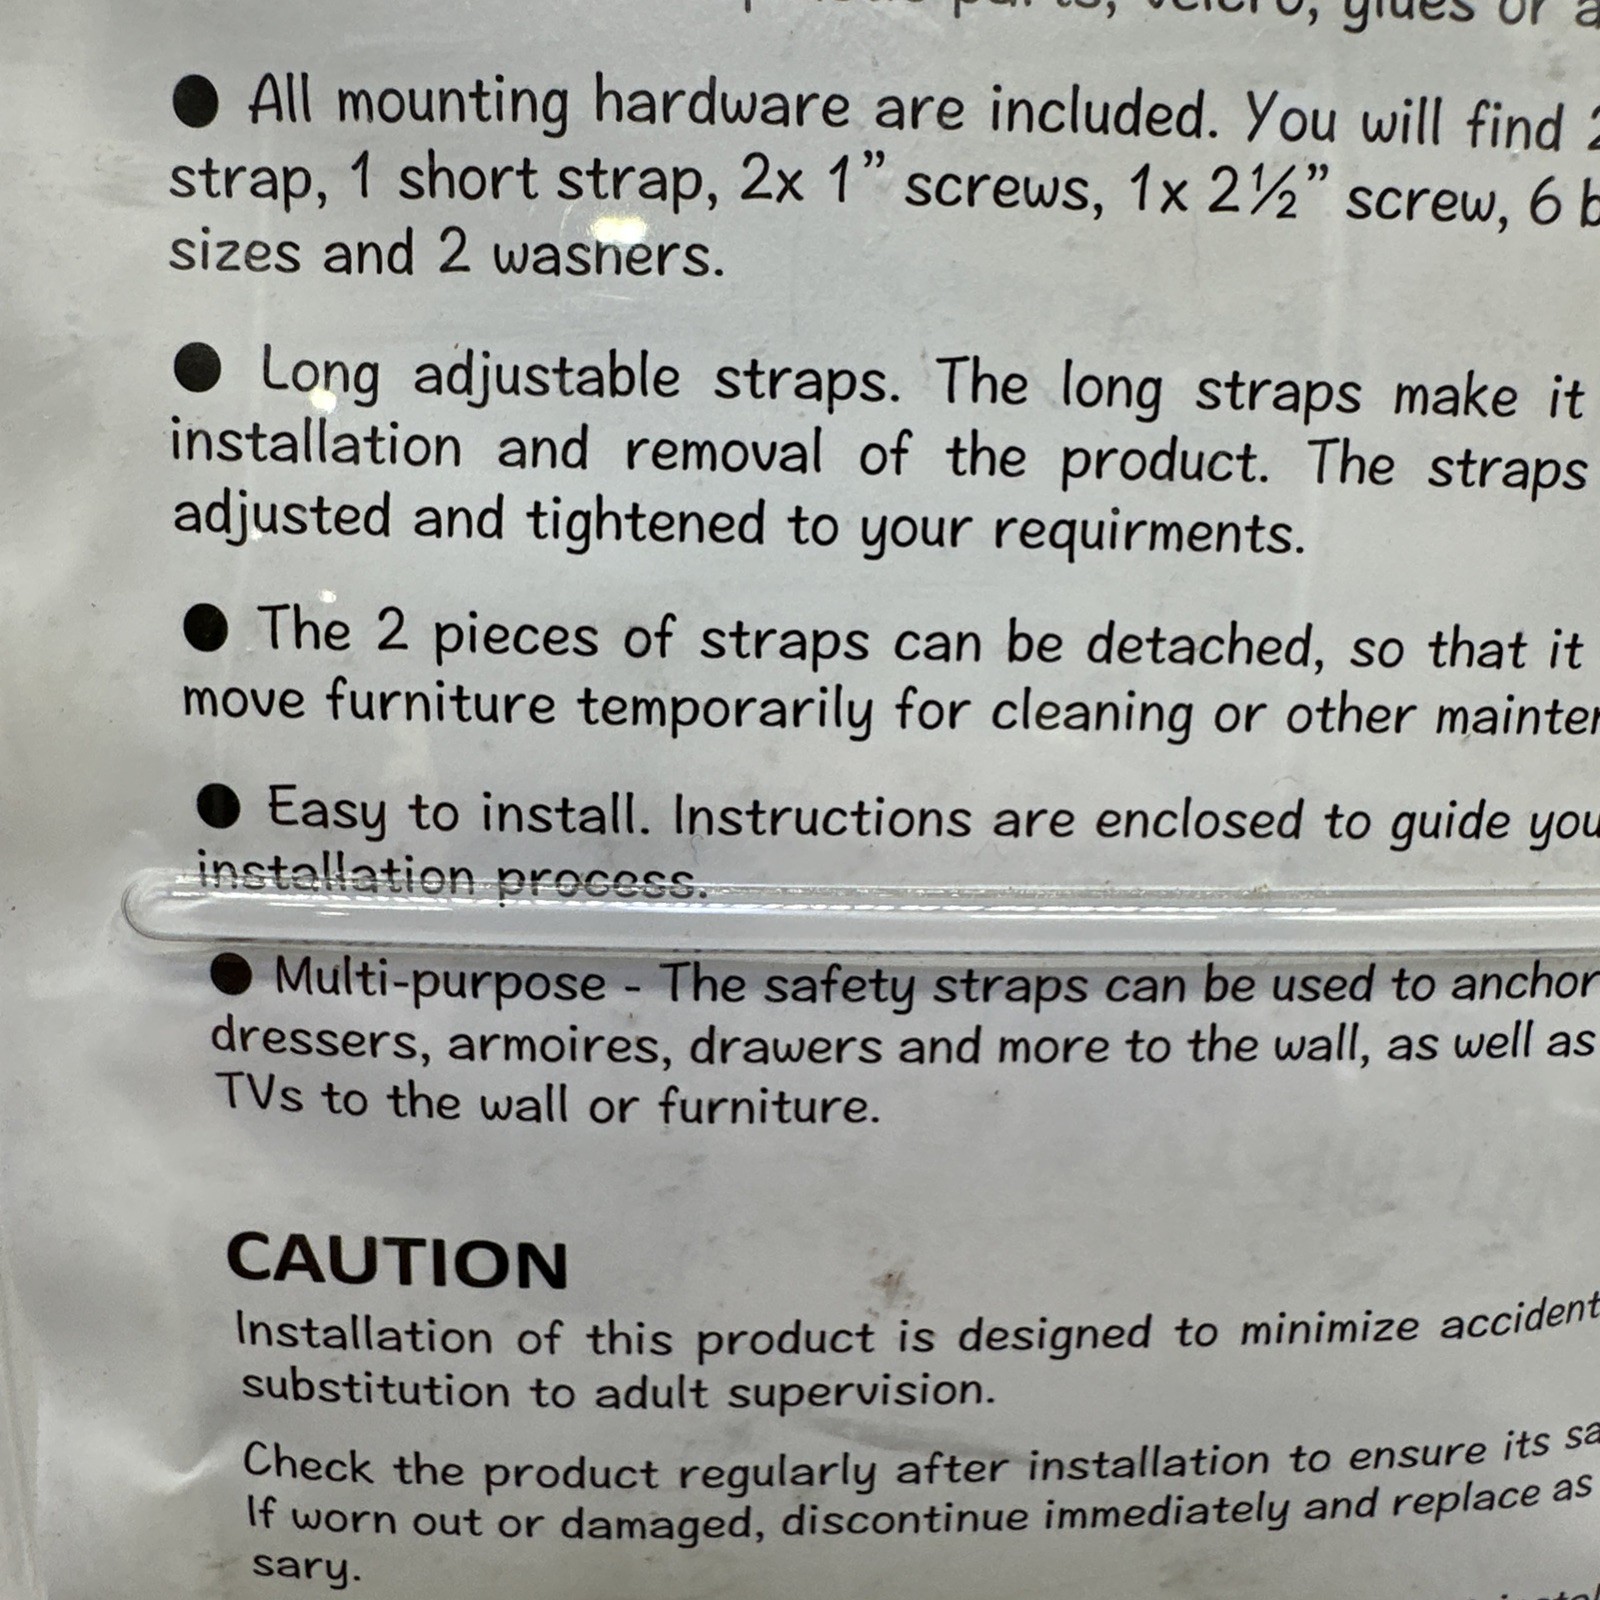 parts, velcro, glues or
● All mounting hardware are included. You will find 2
strap, 1 short strap, 2x 1” screws, 1x 2½” screw, 6
sizes and 2 washers.
● Long adjustable straps. The long straps make it
installation and removal of the product. The straps
adjusted and tightened to your requirments.
● The 2 pieces of straps can be detached, so that it
move furniture temporarily for cleaning or other
● Easy to install. Instructions are enclosed to guide you
installation process.
● Multi-purpose - The safety straps can be used to anchor
dressers, armoires, drawers and more to the wall, as well as
TVs to the wall or furniture.
CAUTION
Installation of this product is designed to minimize accident
substitution to adult supervision.
Check the product regularly after installation to ensure its
If worn out or damaged, discontinue immediately and replace as
sary.